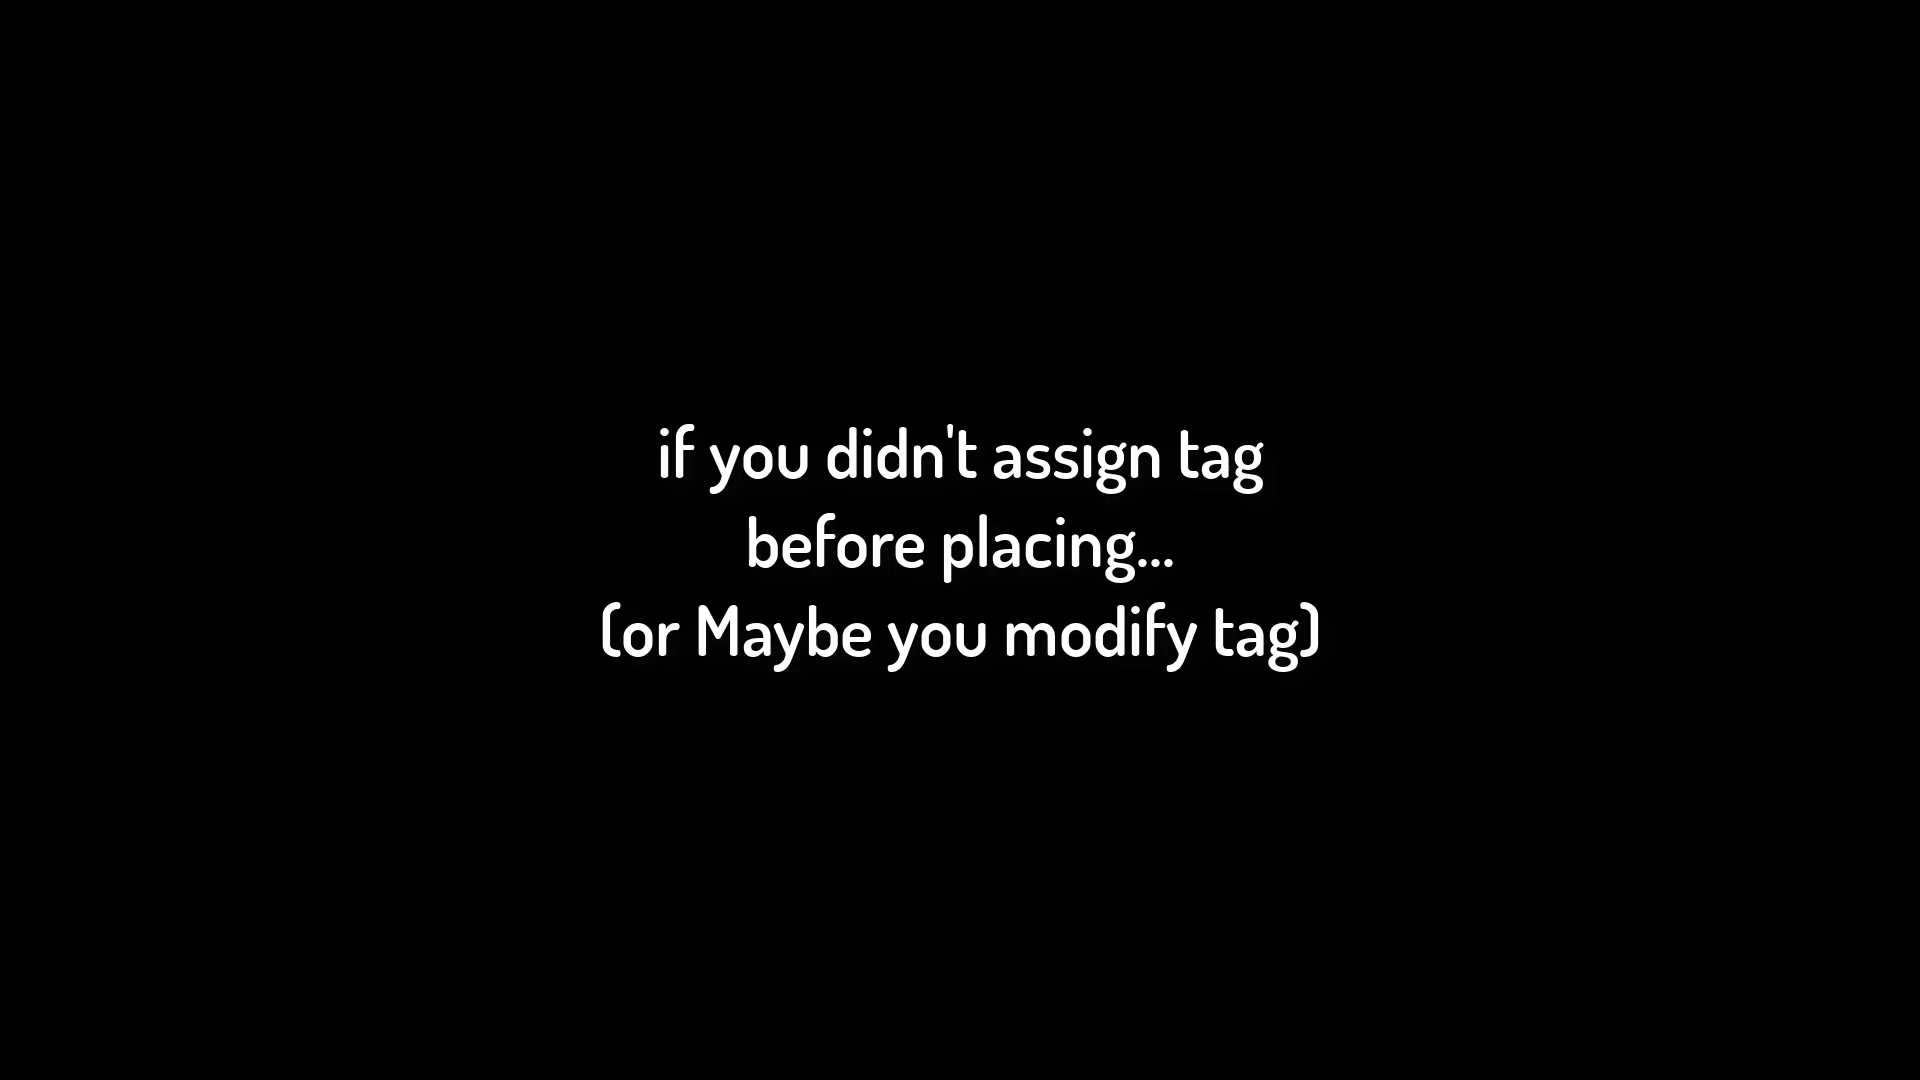 if you didn't assign tag
before placing...
(or Maybe you modify tag)